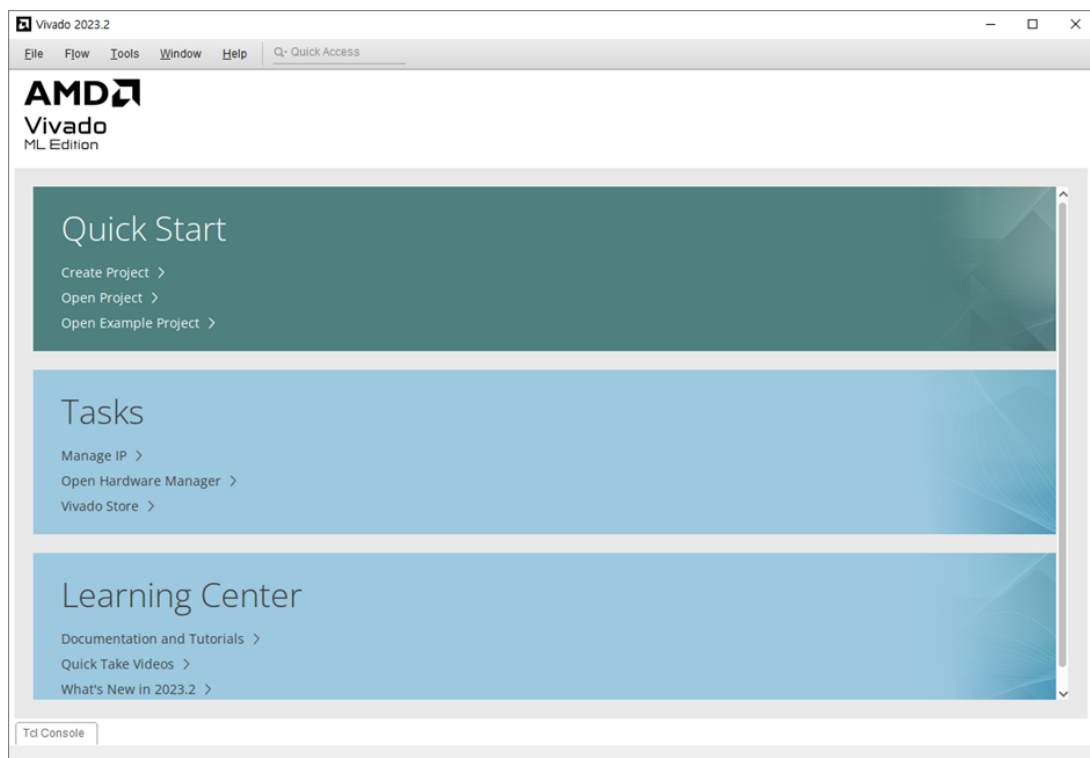 Vivado 2023.2
File Flow Tools Window Help Q- Quick Access
AMD
Vivado
ML Edition
Quick Start
Create Project >
Open Project >
Open Example Project >
Tasks
Manage IP >
Open Hardware Manager >
Vivado Store >
Learning Center
Documentation and Tutorials >
Quick Take Videos >
What's New in 2023.2 >
Tcl Console